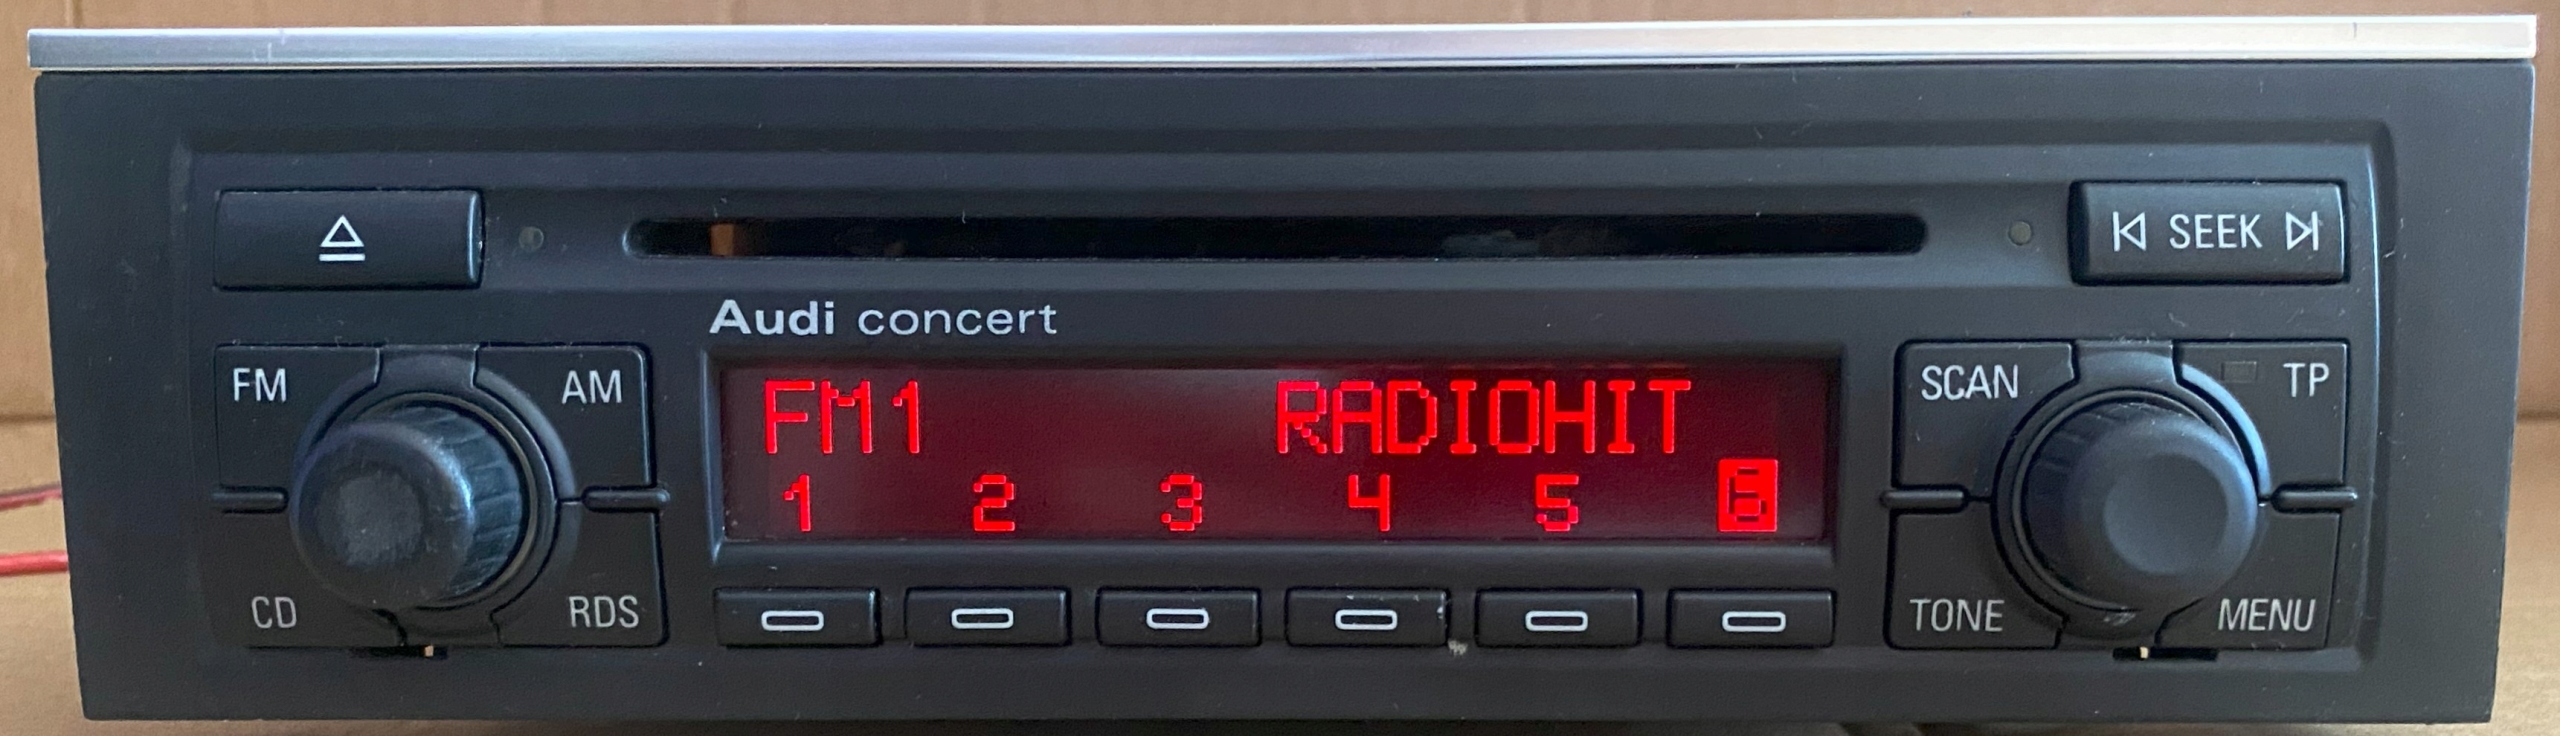 SEEK
Audi concert
FM AM
FM1 RADIOHIT
SCAN TP
1 2 3 4 5 6
CD RDS
TONE MENU